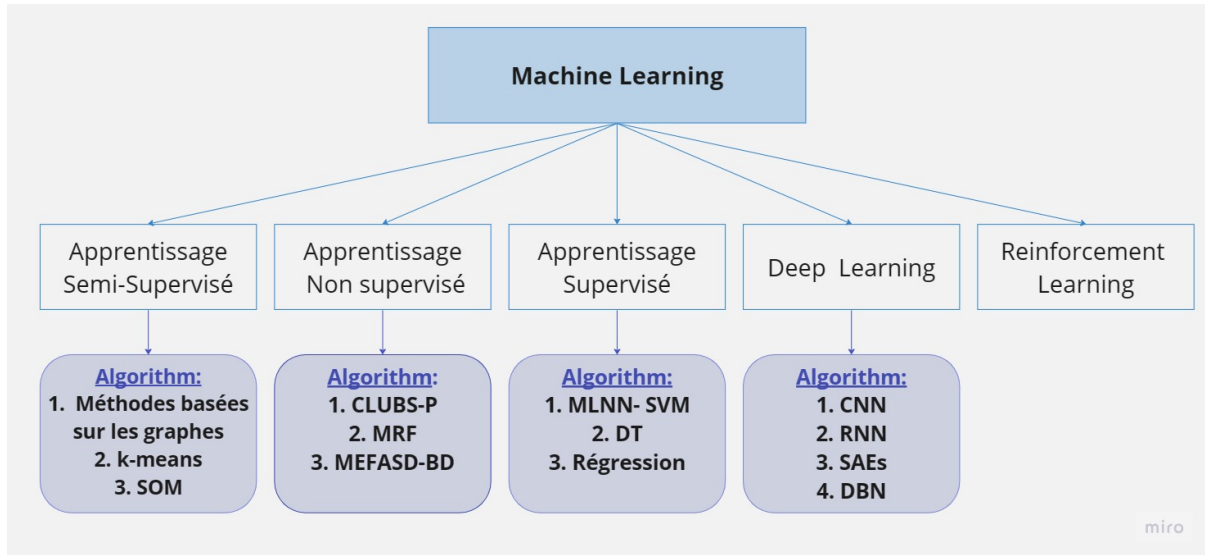 Machine Learning
Apprentissage
Semi-Supervisé
Apprentissage
Non supervisé
Apprentissage
Supervisé
Deep Learning
Reinforcement
Learning
Algorithm:
1. Méthodes basées
sur les graphes
2. k-means
3. SOM
Algorithm:
1. CLUBS-P
2. MRF
3. MEFASD-BD
Algorithm:
1. MLNN- SVM
2. DT
3. Régression
Algorithm:
1. CNN
2. RNN
3. SAEs
4. DBN
miro